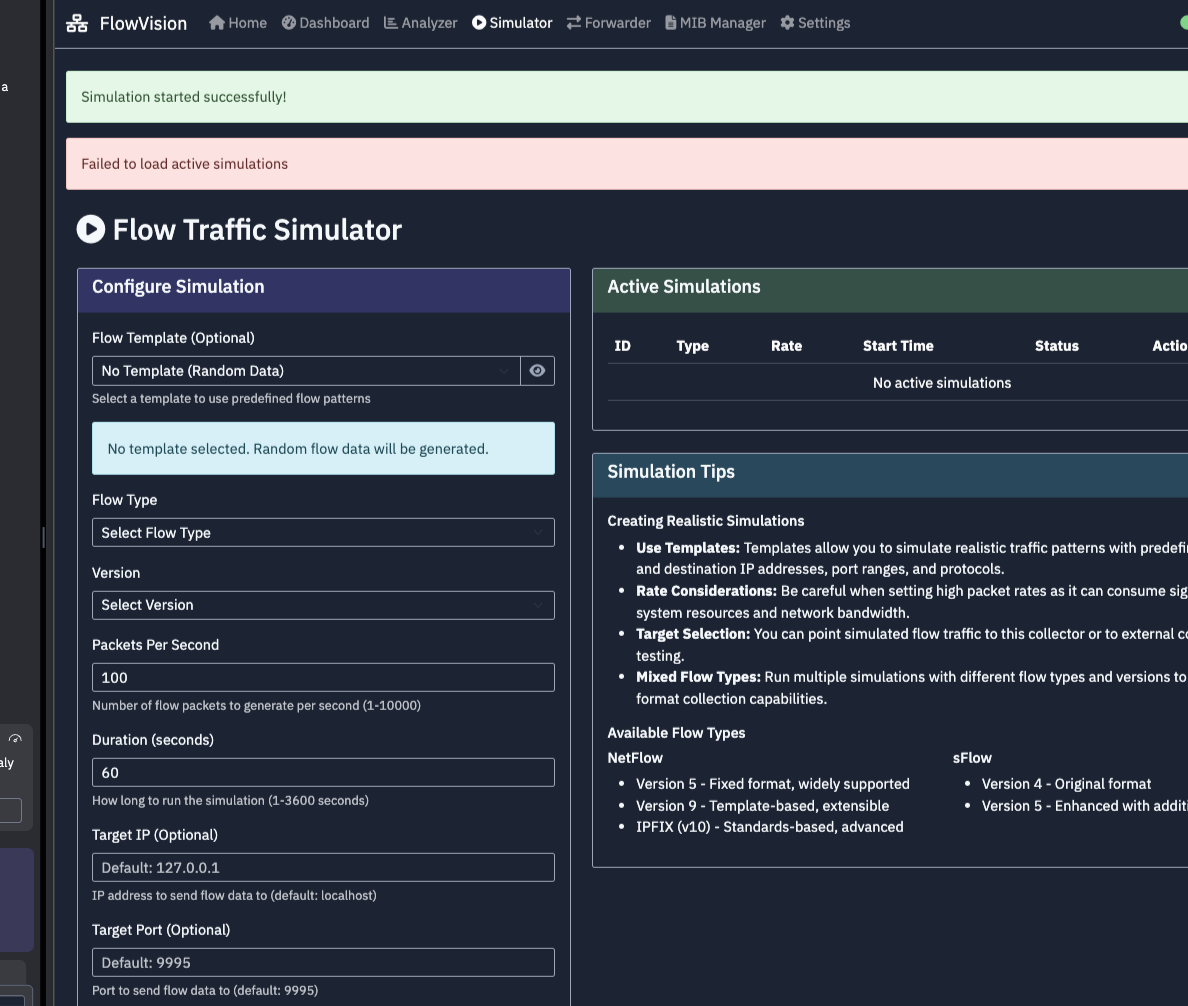 FlowVision Home Dashboard Analyzer Simulator Forwarder MIB Manager Settings
a
Simulation started successfully!
Failed to load active simulations
Flow Traffic Simulator
Configure Simulation
Flow Template (Optional)
No Template (Random Data)
Select a template to use predefined flow patterns
No template selected. Random flow data will be generated.
Flow Type
Select Flow Type
Version
Select Version
Packets Per Second
100
Number of flow packets to generate per second (1-10000)
Duration (seconds)
60
How long to run the simulation (1-3600 seconds)
Target IP (Optional)
Default: 127.0.0.1
IP address to send flow data to (default: localhost)
Target Port (Optional)
Default: 9995
Port to send flow data to (default: 9995)
Active Simulations
ID Type Rate Start Time Status Actio
No active simulations
Simulation Tips
Creating Realistic Simulations
• Use Templates: Templates allow you to simulate realistic traffic patterns with predefi
and destination IP addresses, port ranges, and protocols.
• Rate Considerations: Be careful when setting high packet rates as it can consume sig
system resources and network bandwidth.
• Target Selection: You can point simulated flow traffic to this collector or to external co
testing.
• Mixed Flow Types: Run multiple simulations with different flow types and versions to
format collection capabilities.
Available Flow Types
NetFlow
• Version 5 - Fixed format, widely supported
• Version 9 - Template-based, extensible
• IPFIX (v10) - Standards-based, advanced
sFlow
• Version 4 - Original format
• Version 5 - Enhanced with additi
aly